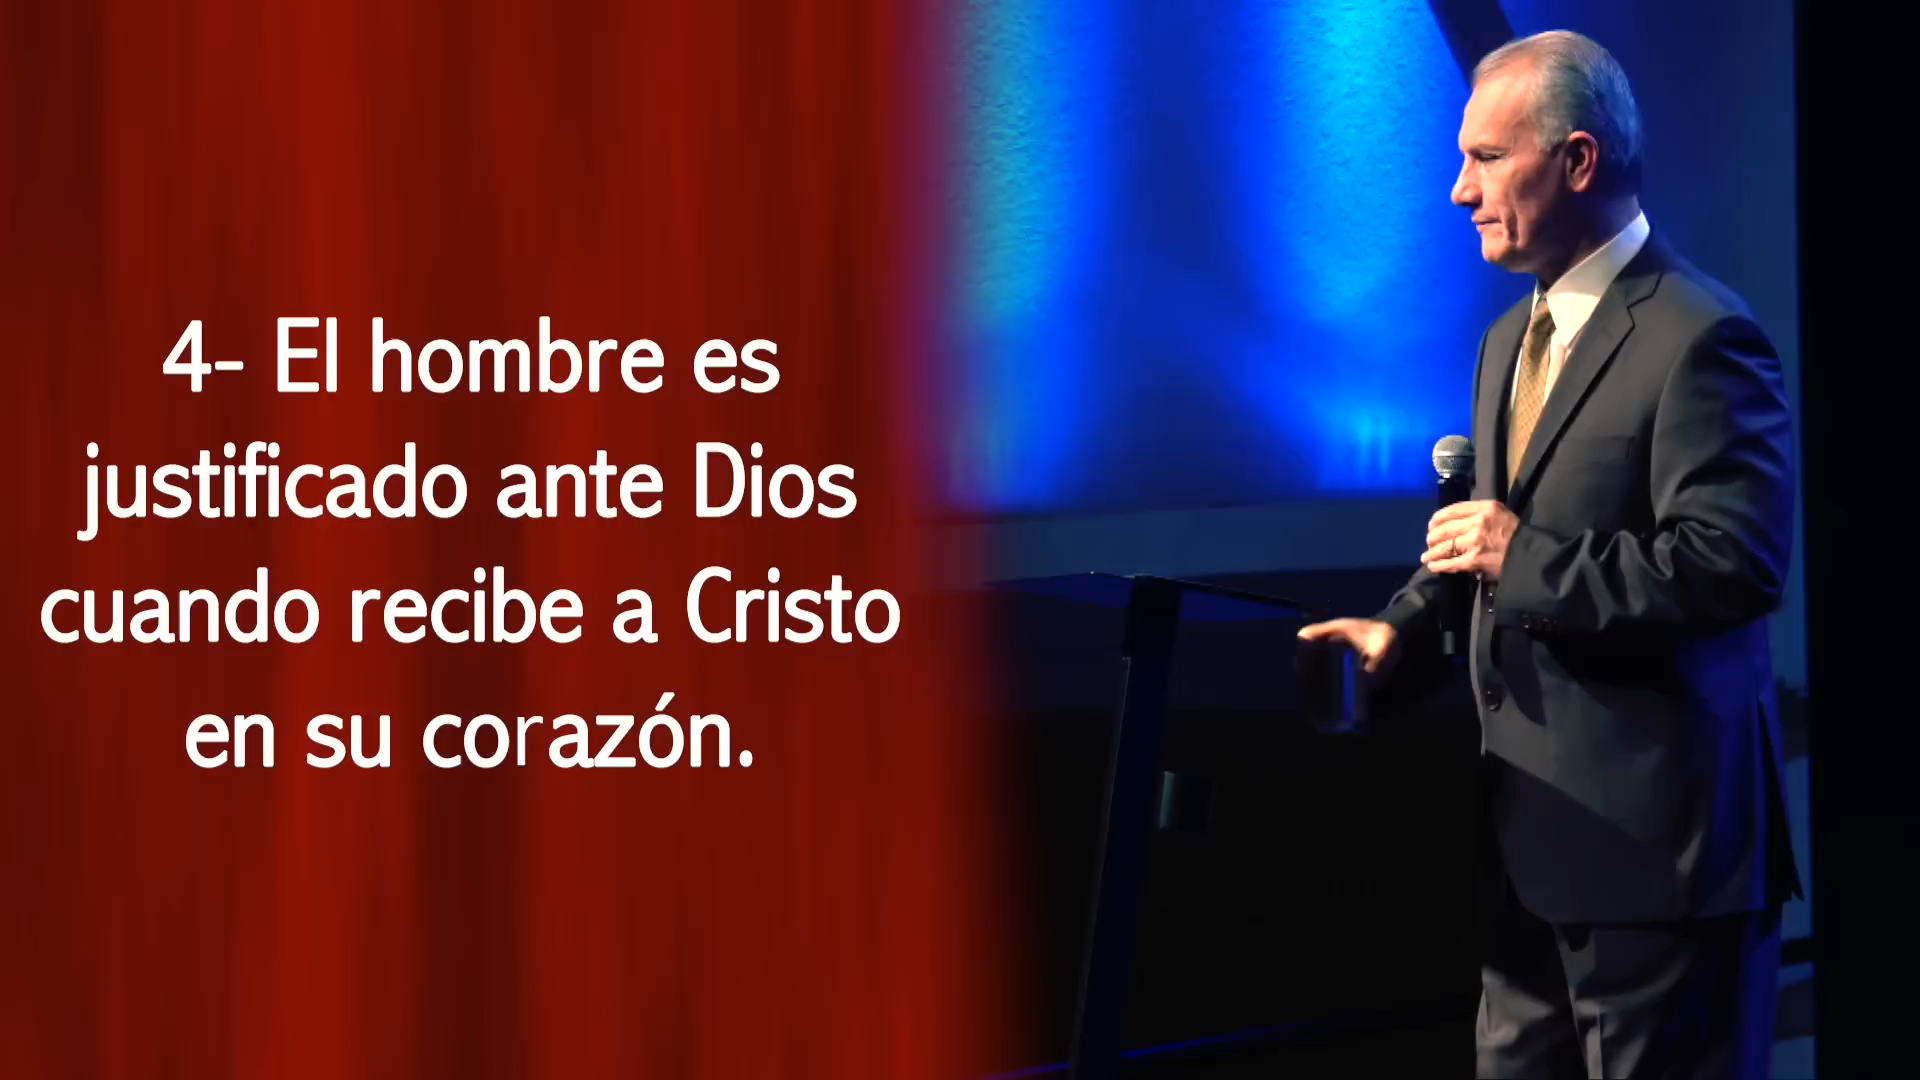 4- El hombre es
justificado ante Dios
cuando recibe a Cristo
en su corazón.